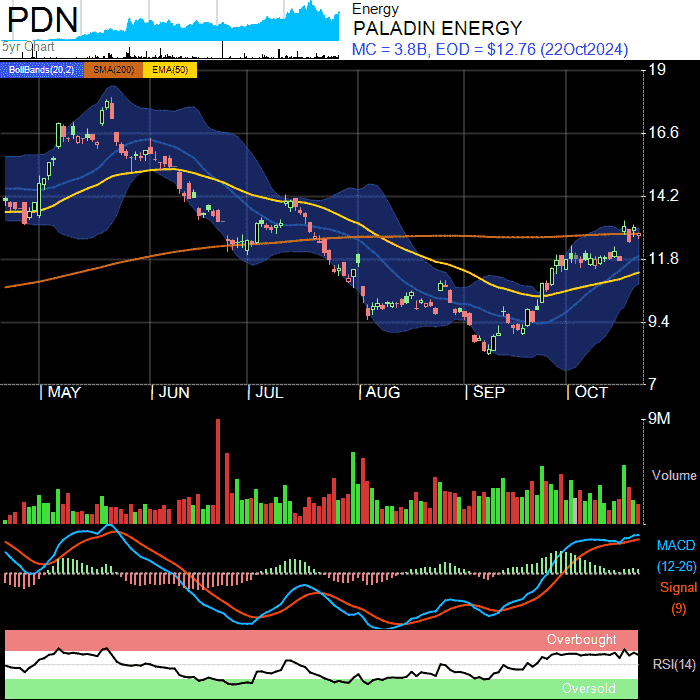 PDN
5yr Chart
Energy
PALADIN ENERGY
MC = 3.8B, EOD = $12.76 (22Oct2024)
BollBands(20,2) SMA(200) EMA(50)
19
16.6
14.2
11.8
9.4
7
MAY JUN JUL AUG SEP OCT
9M
Volume
MACD
(12-26)
Signal
(9)
Overbought
RSI(14)
Oversold